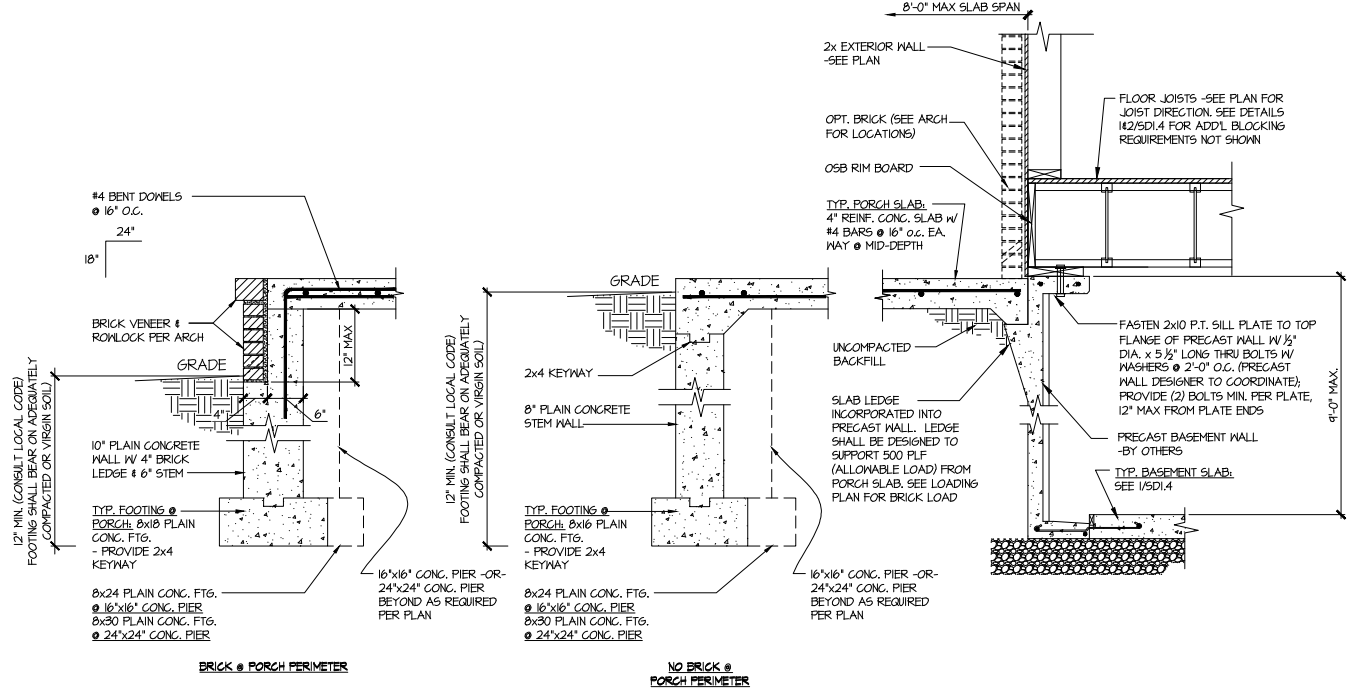 8'-0" MAX SLAB SPAN
2x EXTERIOR WALL
-SEE PLAN
OPT. BRICK (SEE ARCH
FOR LOCATIONS)
OSB RIM BOARD
TYP. PORCH SLAB:
4" REINF. CONC. SLAB W/
#4 BARS @ 16" o.c. EA.
WAY @ MID-DEPTH
FLOOR JOISTS -SEE PLAN FOR
JOIST DIRECTION. SEE DETAILS
1&2/SD1.4 FOR ADD'L BLOCKING
REQUIREMENTS NOT SHOWN
#4 BENT DOWELS
@ 16" O.C.
24"
18"
BRICK VENEER &
ROWLOCK PER ARCH
GRADE
12" MAX
4"
6"
10" PLAIN CONCRETE
WALL W/ 4" BRICK
LEDGE & 6" STEM
TYP. FOOTING @
PORCH: 8x18 PLAIN
CONC. FTG.
- PROVIDE 2x4
KEYWAY
8x24 PLAIN CONC. FTG.
@ 16"x16" CONC. PIER
8x30 PLAIN CONC. FTG.
@ 24"x24" CONC. PIER
16"x16" CONC. PIER -OR-
24"x24" CONC. PIER
BEYOND AS REQUIRED
PER PLAN
12" MIN. (CONSULT LOCAL CODE)
FOOTING SHALL BEAR ON ADEQUATELY
COMPACTED OR VIRGIN SOIL)
BRICK @ PORCH PERIMETER
GRADE
2x4 KEYWAY
8" PLAIN CONCRETE
STEM WALL
TYP. FOOTING @
PORCH: 8x16 PLAIN
CONC. FTG.
- PROVIDE 2x4
KEYWAY
8x24 PLAIN CONC. FTG.
@ 16"x16" CONC. PIER
8x30 PLAIN CONC. FTG.
@ 24"x24" CONC. PIER
16"x16" CONC. PIER -OR-
24"x24" CONC. PIER
BEYOND AS REQUIRED
PER PLAN
12" MIN. (CONSULT LOCAL CODE)
FOOTING SHALL BEAR ON ADEQUATELY
COMPACTED OR VIRGIN SOIL)
NO BRICK @
PORCH PERIMETER
UNCOMPACTED
BACKFILL
SLAB LEDGE
INCORPORATED INTO
PRECAST WALL. LEDGE
SHALL BE DESIGNED TO
SUPPORT 500 PLF
(ALLOWABLE LOAD) FROM
PORCH SLAB. SEE LOADING
PLAN FOR BRICK LOAD
FASTEN 2x10 P.T. SILL PLATE TO TOP
FLANGE OF PRECAST WALL W/ ½"
DIA. x 5 ½" LONG THRU BOLTS W/
WASHERS @ 2'-0" O.C. (PRECAST
WALL DESIGNER TO COORDINATE);
PROVIDE (2) BOLTS MIN. PER PLATE,
12" MAX FROM PLATE ENDS
PRECAST BASEMENT WALL
-BY OTHERS
TYP. BASEMENT SLAB:
SEE 1/SD1.4
9'-0" MAX.